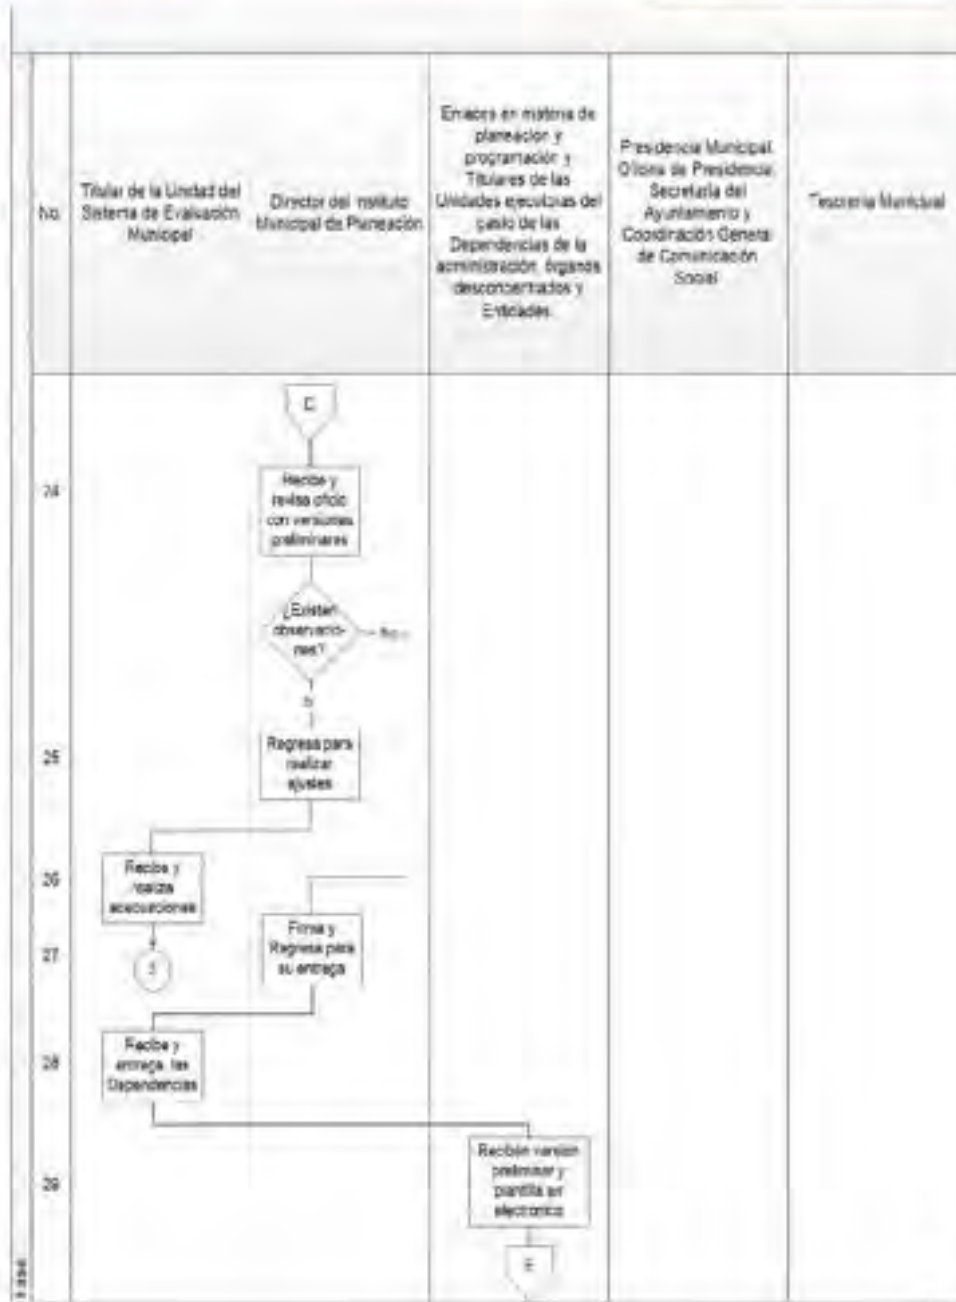 No.
Titular de la Unidad del
Sistema de Evaluación
Municipal
Director del Instituto
Municipal de Planeación
Enlaces en materia de
planeación y
programación y
Titulares de las
Unidades ejecutoras del
gasto de las
Dependencias de la
administración, órganos
desconcentrados y
Entidades.
Presidencia Municipal,
Oficina de Presidencia,
Secretaría del
Ayuntamiento y
Coordinación General
de Comunicación
Social
Tesorería Municipal
24
Recibe y
revisa oficio
con versiones
preliminares
¿Existen
observacio-
nes?
No
25
Regresa para
realizar
ajustes
26
Recibe y
realiza
adecuaciones
27
Firma y
Regresa para
su entrega
28
Recibe y
entrega las
Dependencias
29
Reciben versión
preliminar y
plantilla en
electrónico
Fase